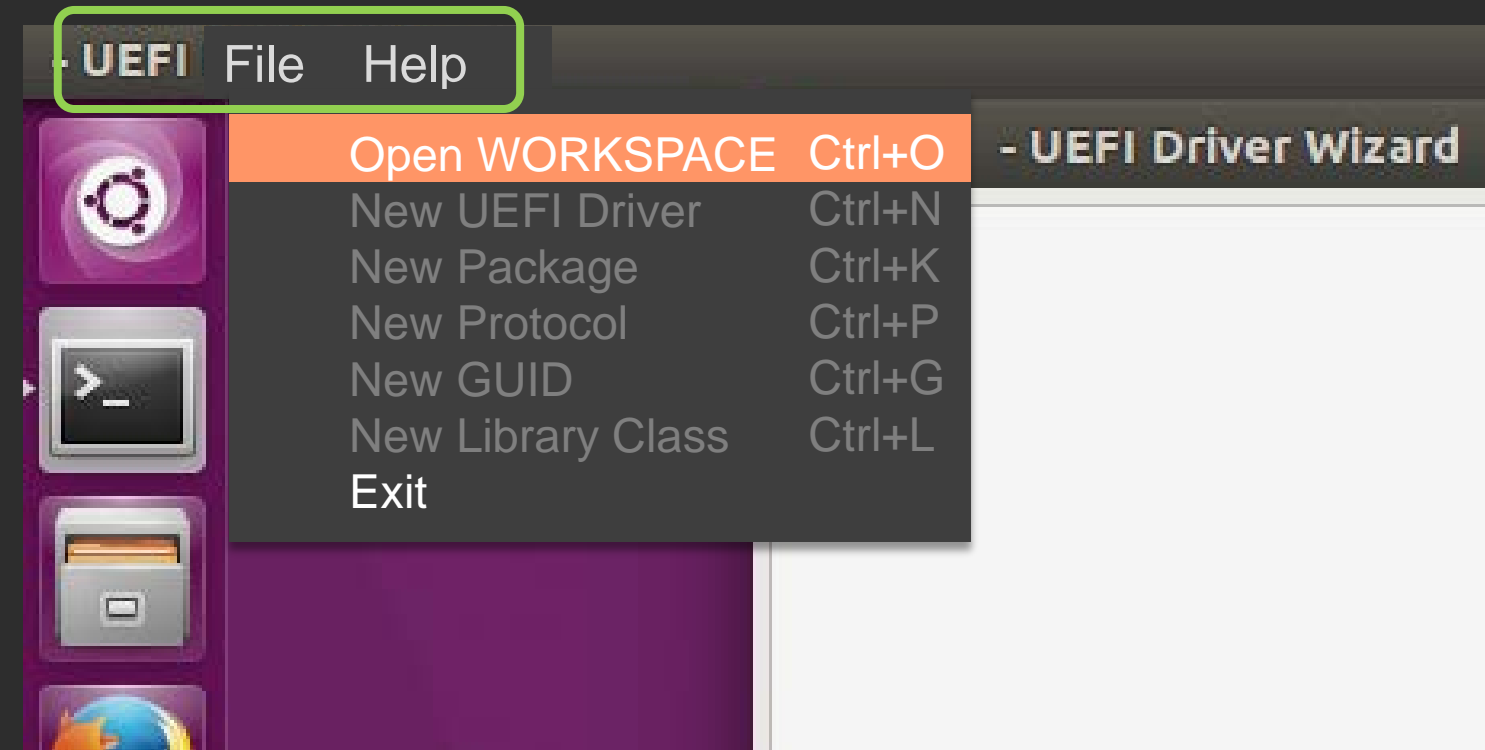 - UEFI File Help
- UEFI Driver Wizard
Open WORKSPACE Ctrl+O
New UEFI Driver Ctrl+N
New Package Ctrl+K
New Protocol Ctrl+P
New GUID Ctrl+G
New Library Class Ctrl+L
Exit
>_